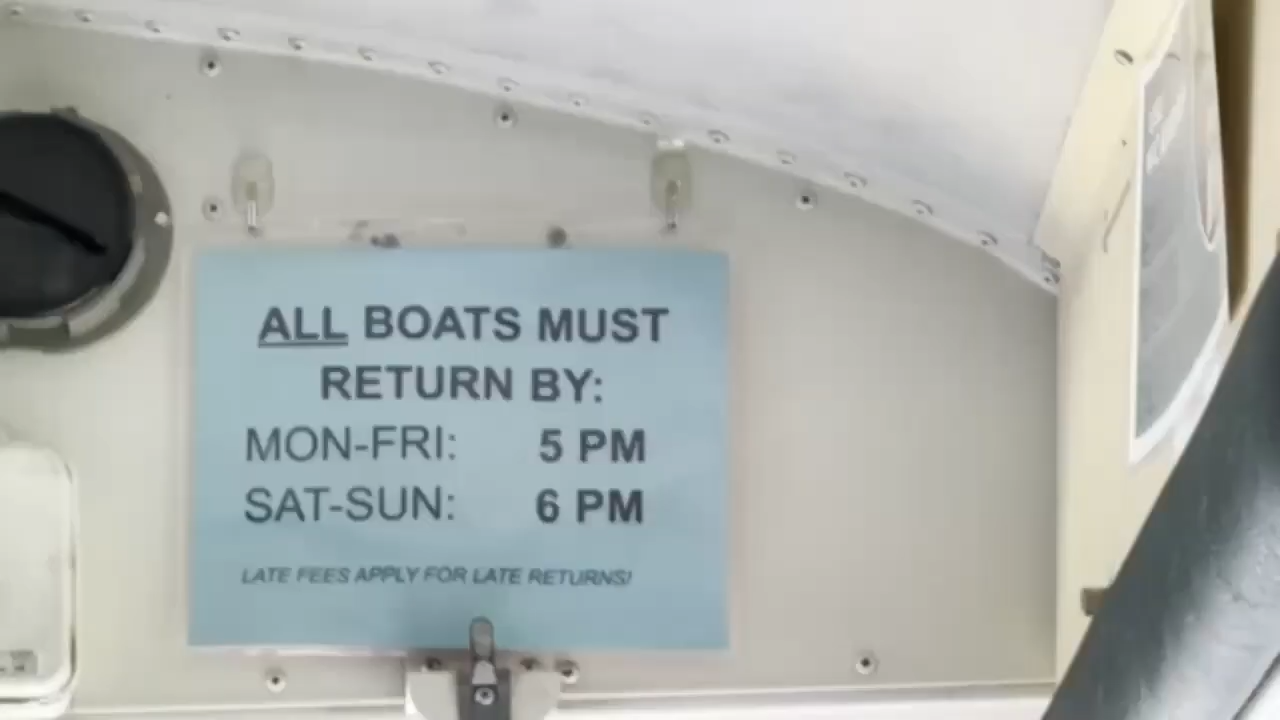 ALL BOATS MUST
RETURN BY:
MON-FRI: 5 PM
SAT-SUN: 6 PM
LATE FEES APPLY FOR LATE RETURNS!